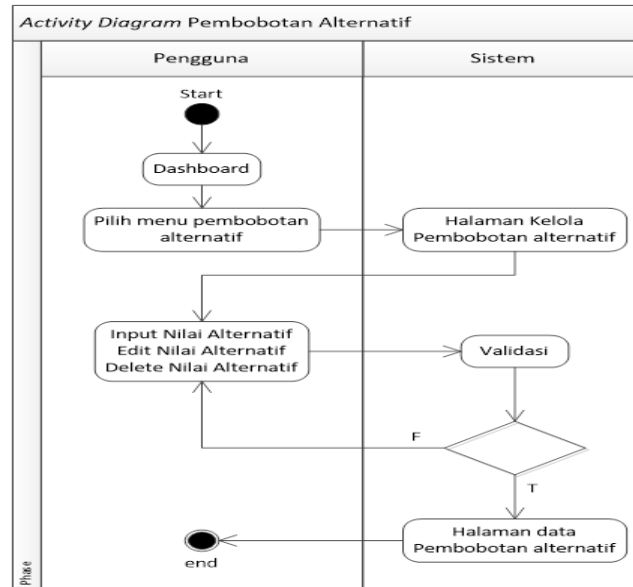 Activity Diagram Pembobotan Alternatif
Pengguna
Sistem
Start
Dashboard
Pilih menu pembobotan
alternatif
Halaman Kelola
Pembobotan alternatif
Input Nilai Alternatif
Edit Nilai Alternatif
Delete Nilai Alternatif
Validasi
F
T
Halaman data
Pembobotan alternatif
end
Phase